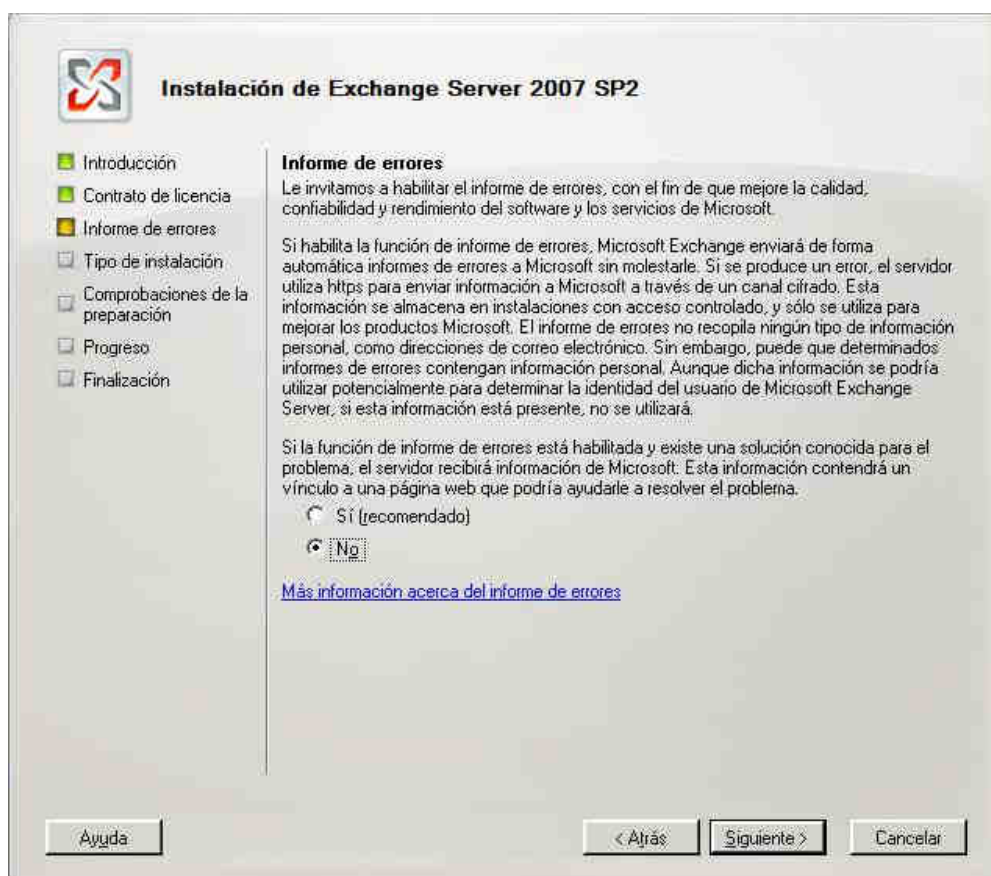 Instalación de Exchange Server 2007 SP2
Introducción
Contrato de licencia
Informe de errores
Tipo de instalación
Comprobaciones de la
preparación
Progreso
Finalización
Informe de errores
Le invitamos a habilitar el informe de errores, con el fin de que mejore la calidad,
confiabilidad y rendimiento del software y los servicios de Microsoft.
Si habilita la función de informe de errores, Microsoft Exchange enviará de forma
automática informes de errores a Microsoft sin molestarle. Si se produce un error, el servidor
utiliza https para enviar información a Microsoft a través de un canal cifrado. Esta
información se almacena en instalaciones con acceso controlado, y sólo se utiliza para
mejorar los productos Microsoft. El informe de errores no recopila ningún tipo de información
personal, como direcciones de correo electrónico. Sin embargo, puede que determinados
informes de errores contengan información personal. Aunque dicha información se podría
utilizar potencialmente para determinar la identidad del usuario de Microsoft Exchange
Server, si esta información está presente, no se utilizará.
Si la función de informe de errores está habilitada y existe una solución conocida para el
problema, el servidor recibirá información de Microsoft. Esta información contendrá un
vínculo a una página web que podría ayudarle a resolver el problema.
Sí (recomendado)
No
Más información acerca del informe de errores
Ayuda
< Atrás
Siguiente >
Cancelar